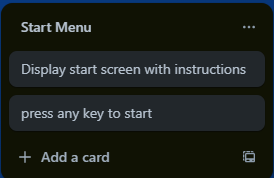 Start Menu
Display start screen with instructions
press any key to start
Add a card